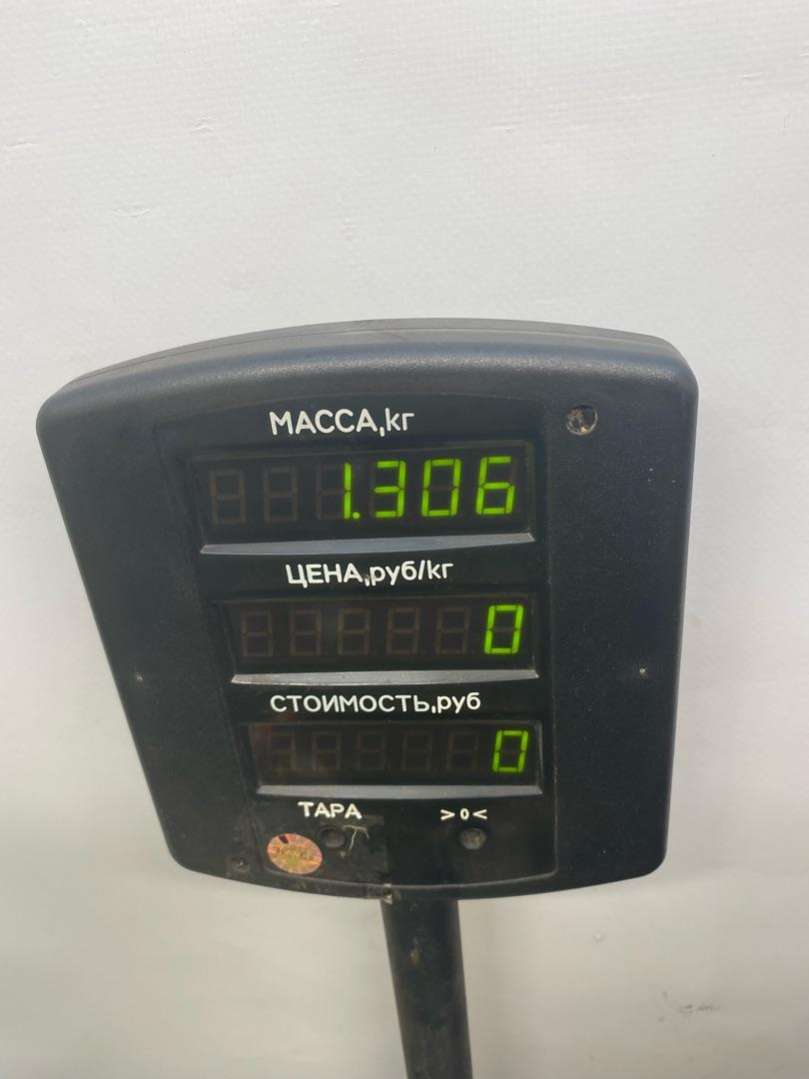 МАССА,кг
1.306
ЦЕНА,руб/кг
0
СТОИМОСТЬ,руб
0
ТАРА >0<